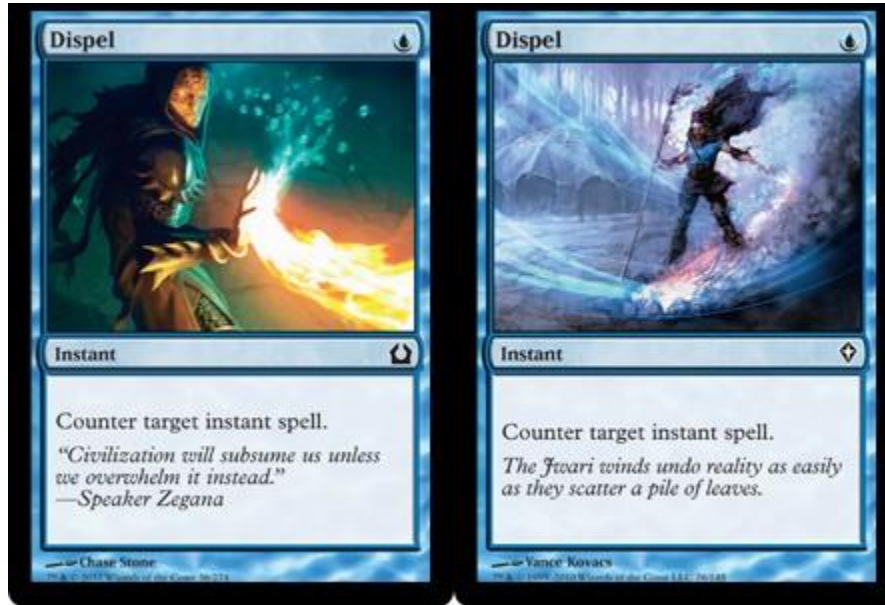 Dispel
Instant
Counter target instant spell.
“Civilization will subsume us unless
we overwhelm it instead.”
—Speaker Zegana
Chase Stone
Dispel
Instant
Counter target instant spell.
The Jwari winds undo reality as easily
as they scatter a pile of leaves.
Vance Kovacs